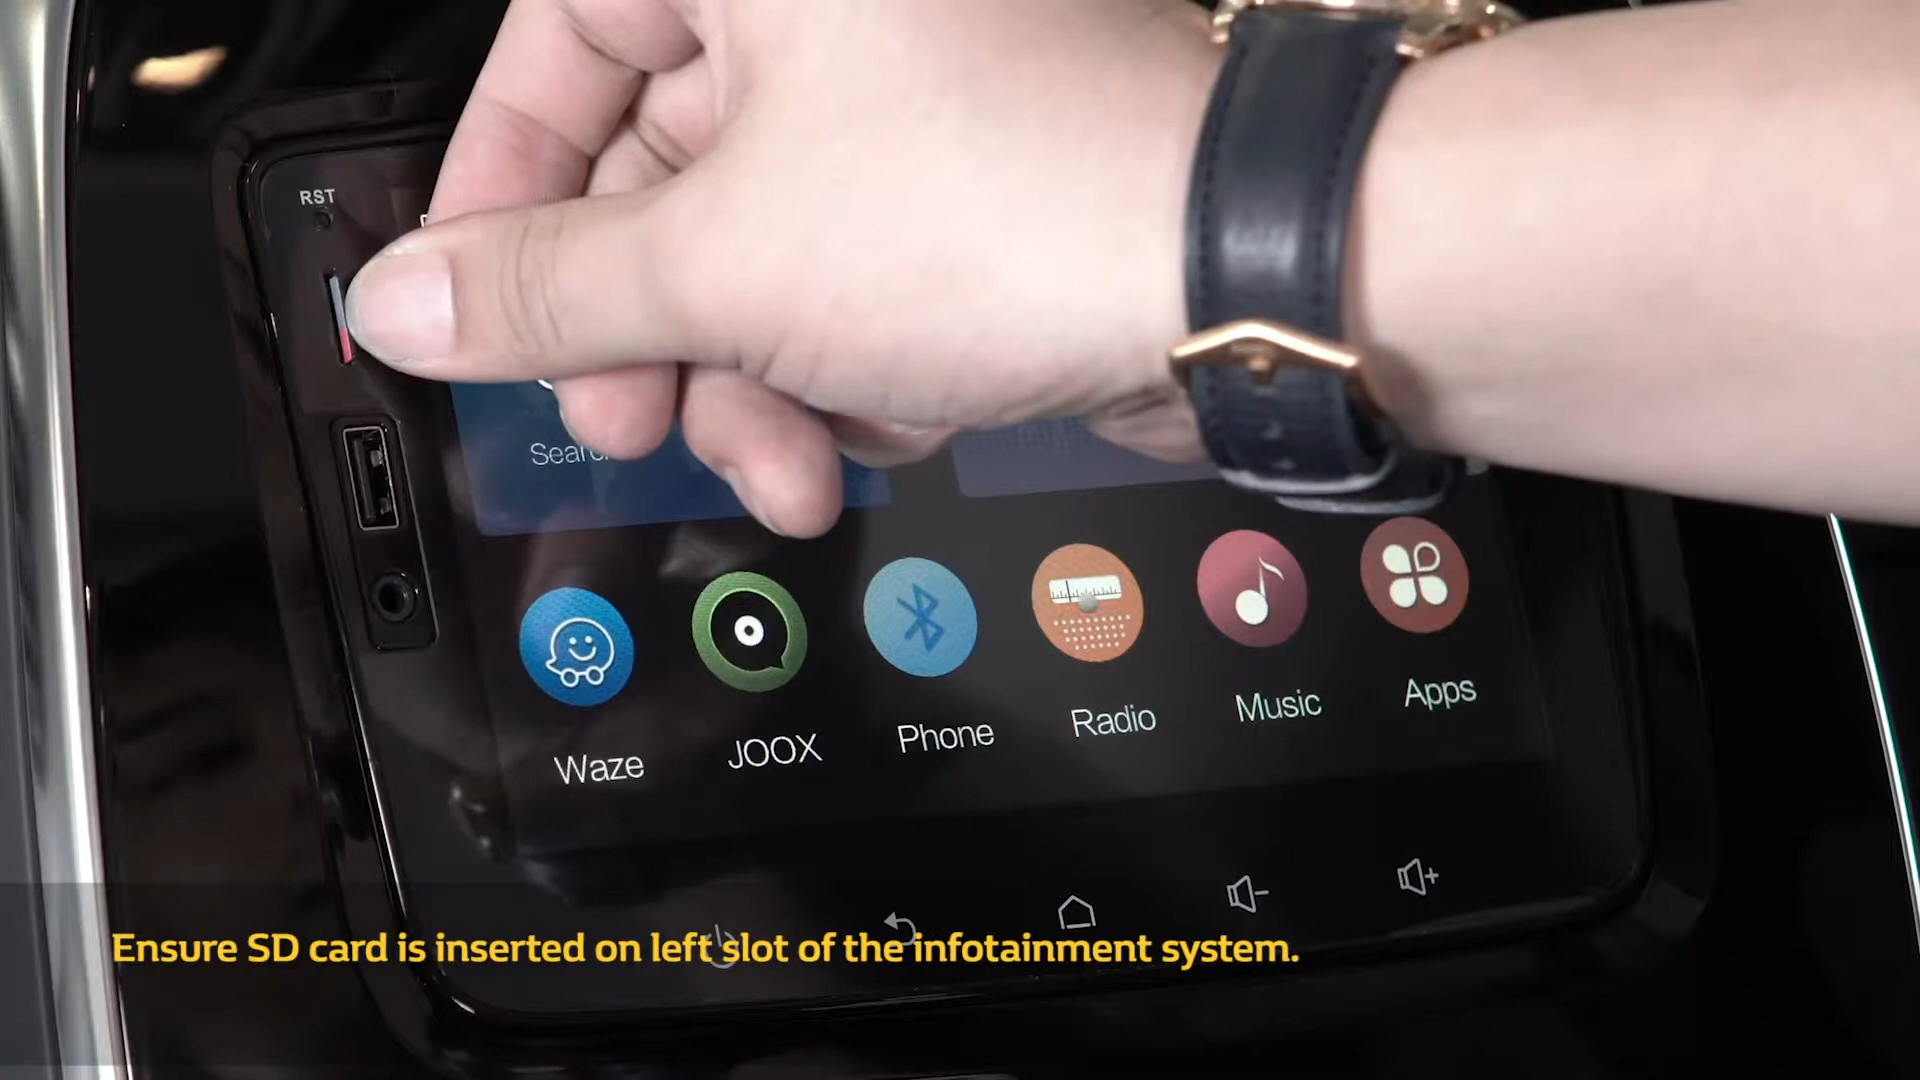 RST
Waze
JOOX
Phone
Radio
Music
Apps
Ensure SD card is inserted on left slot of the infotainment system.